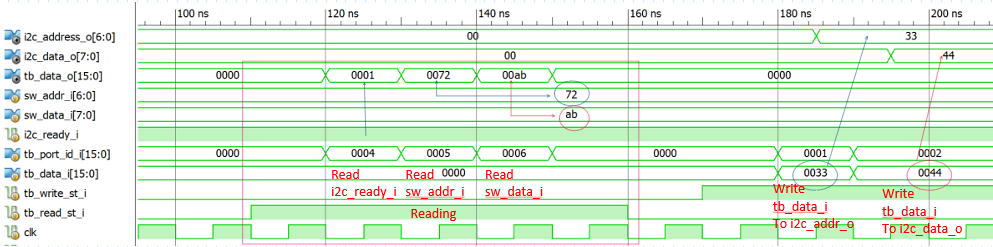 100 ns 120 ns 140 ns 160 ns 180 ns 200 ns
i2c_address_o[6:0] 00 33
i2c_data_o[7:0] 00 44
tb_data_o[15:0] 0000 0001 0072 00ab 0000
sw_addr_i[6:0] 72
sw_data_i[7:0] ab
i2c_ready_i
tb_port_id_i[15:0] 0000 0004 0005 0006 0000 0001 0002
tb_data_i[15:0] Read Read 0000 Read 0033 0044
tb_write_st_i i2c_ready_i sw_addr_i sw_data_i Write Write
tb_read_st_i Reading tb_data_i tb_data_i
clk To i2c_addr_o To i2c_data_o